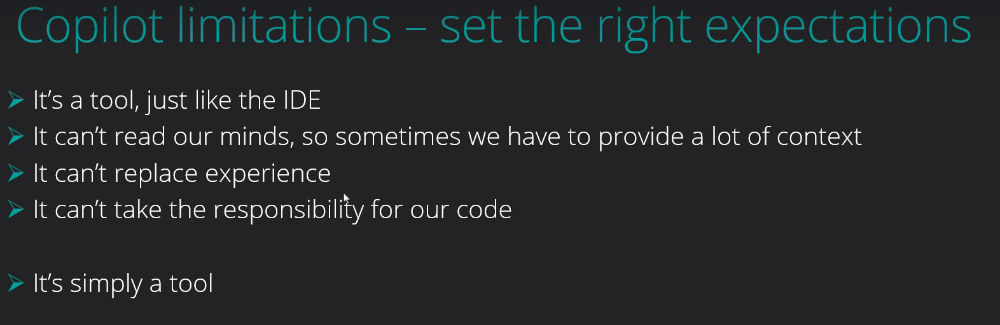 Copilot limitations – set the right expectations
It’s a tool, just like the IDE
It can’t read our minds, so sometimes we have to provide a lot of context
It can’t replace experience
It can’t take the responsibility for our code
It’s simply a tool